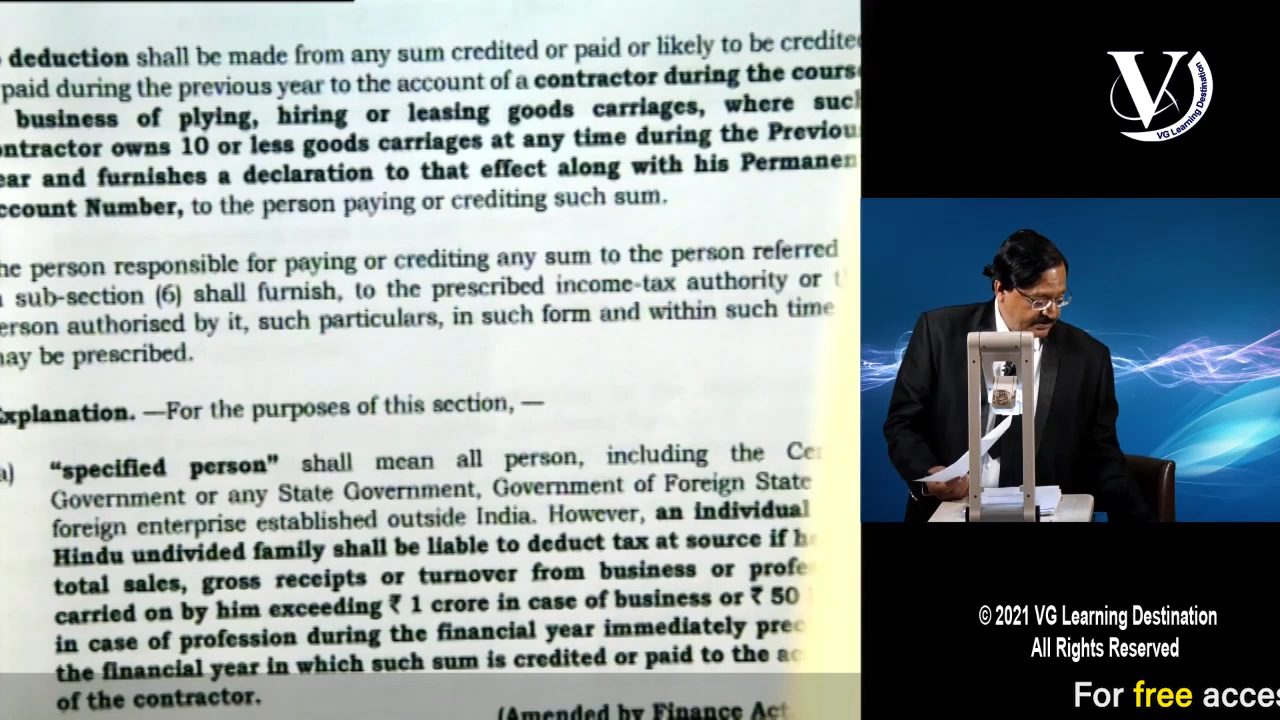 deduction shall be made from any sum credited or paid or likely to be credited
paid during the previous year to the account of a contractor during the course
business of plying, hiring or leasing goods carriages, where such
ontractor owns 10 or less goods carriages at any time during the Previou
ear and furnishes a declaration to that effect along with his Permanen
ccount Number, to the person paying or crediting such sum.
he person responsible for paying or crediting any sum to the person referred
sub-section (6) shall furnish, to the prescribed income-tax authority or t
erson authorised by it, such particulars, in such form and within such time
may be prescribed.
Explanation. —For the purposes of this section, —
a) "specified person" shall mean all person, including the Cen
Government or any State Government, Government of Foreign State
foreign enterprise established outside India. However, an individual
Hindu undivided family shall be liable to deduct tax at source if h
total sales, gross receipts or turnover from business or profe
carried on by him exceeding ₹ 1 crore in case of business or ₹ 50
in case of profession during the financial year immediately prec
the financial year in which such sum is credited or paid to the ac
of the contractor.
(Amended by Finance Act
V
VG Learning Destination
© 2021 VG Learning Destination
All Rights Reserved
For free acces